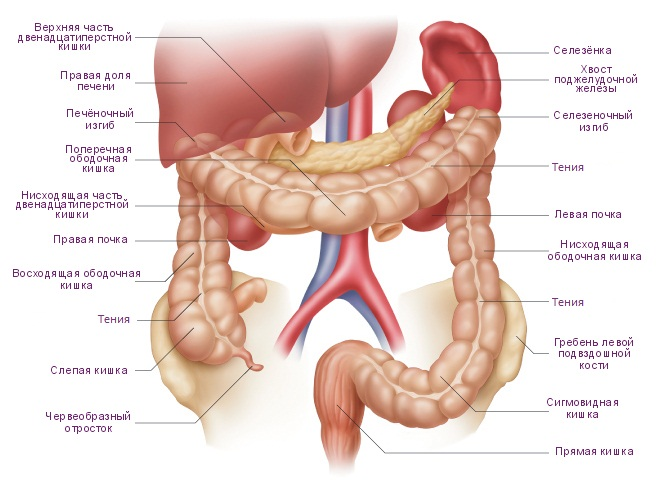 Верхняя часть
двенадцатиперстной
кишки
Правая доля
печени
Печёночный
изгиб
Поперечная
ободочная
кишка
Нисходящая часть
двенадцатиперстной
кишки
Правая почка
Восходящая ободочная
кишка
Тения
Слепая кишка
Червеобразный
отросток
Селезёнка
Хвост
поджелудочной
железы
Селезеночный
изгиб
Тения
Левая почка
Нисходящая
ободочная кишка
Тения
Гребень левой
подвздошной
кости
Сигмовидная
кишка
Прямая кишка